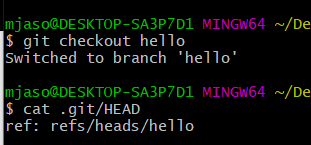 mjaso@DESKTOP-SA3P7D1 MINGW64 ~/De
$ git checkout hello
Switched to branch 'hello'
mjaso@DESKTOP-SA3P7D1 MINGW64 ~/De
$ cat .git/HEAD
ref: refs/heads/hello